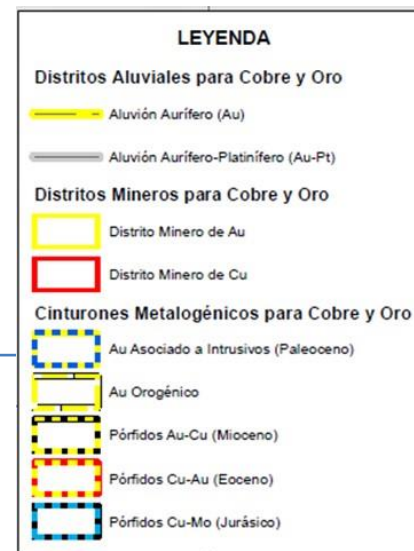 LEYENDA
Distritos Aluviales para Cobre y Oro
Aluvión Aurífero (Au)
Aluvión Aurífero-Platinífero (Au-Pt)
Distritos Mineros para Cobre y Oro
Distrito Minero de Au
Distrito Minero de Cu
Cinturones Metalogénicos para Cobre y Oro
Au Asociado a Intrusivos (Paleoceno)
Au Orogénico
Pórfidos Au-Cu (Mioceno)
Pórfidos Cu-Au (Eoceno)
Pórfidos Cu-Mo (Jurásico)